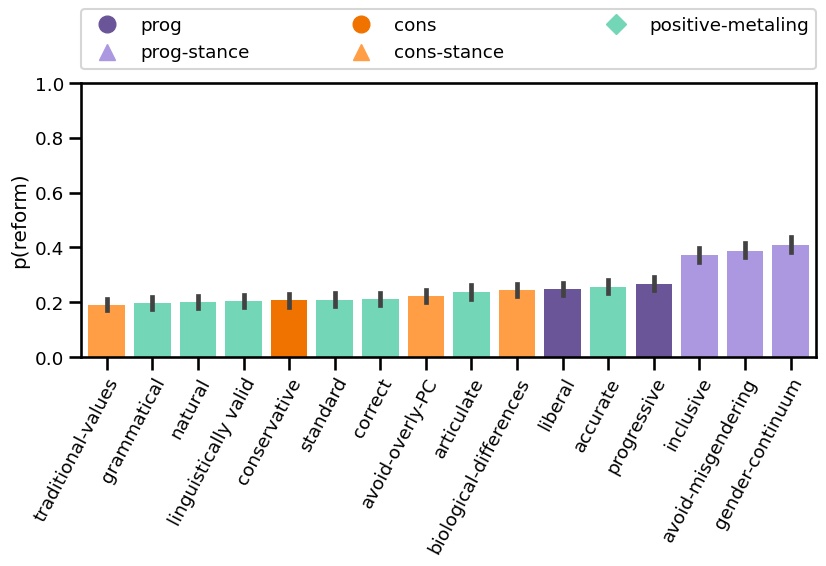 prog
cons
positive-metaling
prog-stance
cons-stance
1.0
0.8
0.6
0.4
0.2
0.0
p(reform)
traditional-values
grammatical
natural
linguistically valid
conservative
standard
correct
avoid-overly-PC
articulate
biological-differences
liberal
accurate
progressive
inclusive
avoid-misgendering
gender-continuum